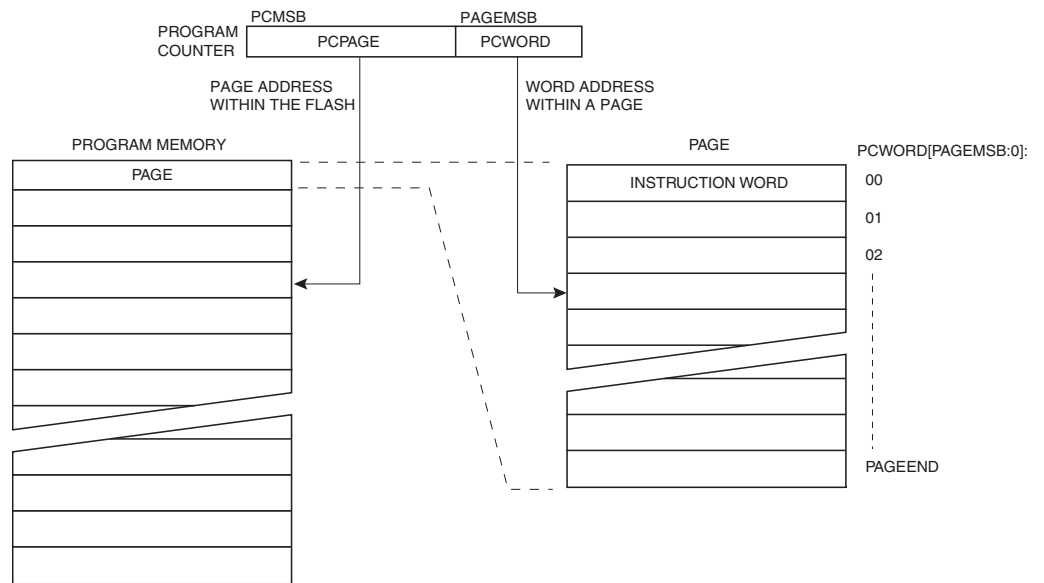 PCMSB
PAGEMSB
PROGRAM
COUNTER
PCPAGE
PCWORD
PAGE ADDRESS
WITHIN THE FLASH
WORD ADDRESS
WITHIN A PAGE
PROGRAM MEMORY
PAGE
PAGE
INSTRUCTION WORD
PCWORD[PAGEMSB:0]:
00
01
02
PAGEEND